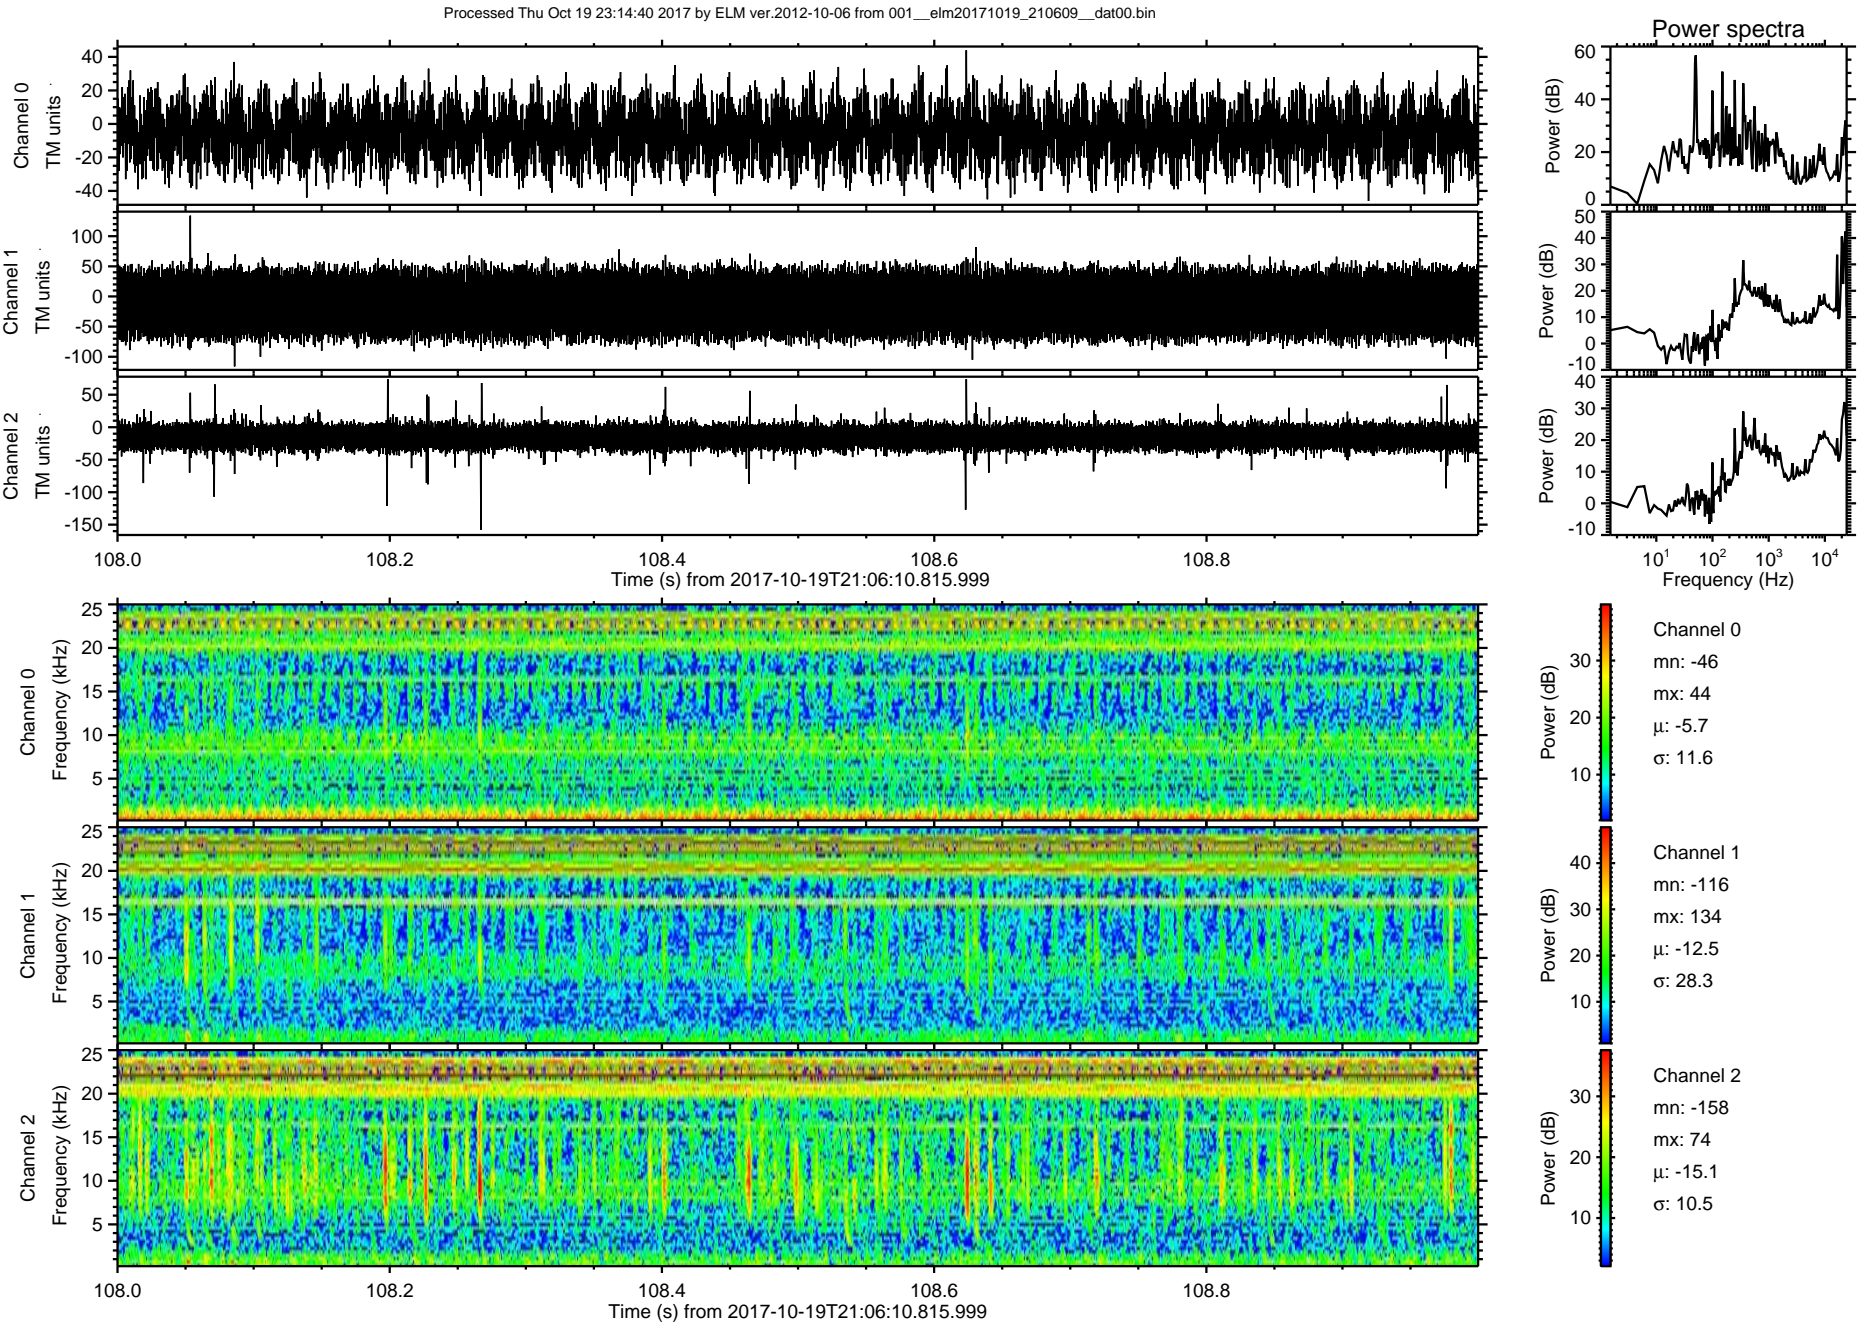 Processed Thu Oct 19 23:14:40 2017 by ELM ver.2012-10-06 from 001__elm20171019_210609__dat00.bin
Power spectra
Channel 0
TM units
40
20
0
-20
-40
Power (dB)
60
40
20
0
Channel 1
TM units
100
50
0
-50
-100
Power (dB)
50
40
30
20
10
0
-10
Channel 2
TM units
50
0
-50
-100
-150
Power (dB)
40
30
20
10
0
-10
108.0 108.2 108.4 108.6 108.8
Time (s) from 2017-10-19T21:06:10.815.999
10¹ 10² 10³ 10⁴
Frequency (Hz)
Channel 0
Frequency (kHz)
25
20
15
10
5
Power (dB)
30
20
10
Channel 0
mn: -46
mx: 44
μ: -5.7
σ: 11.6
Channel 1
Frequency (kHz)
25
20
15
10
5
Power (dB)
40
30
20
10
Channel 1
mn: -116
mx: 134
μ: -12.5
σ: 28.3
Channel 2
Frequency (kHz)
25
20
15
10
5
Power (dB)
30
20
10
Channel 2
mn: -158
mx: 74
μ: -15.1
σ: 10.5
108.0 108.2 108.4 108.6 108.8
Time (s) from 2017-10-19T21:06:10.815.999